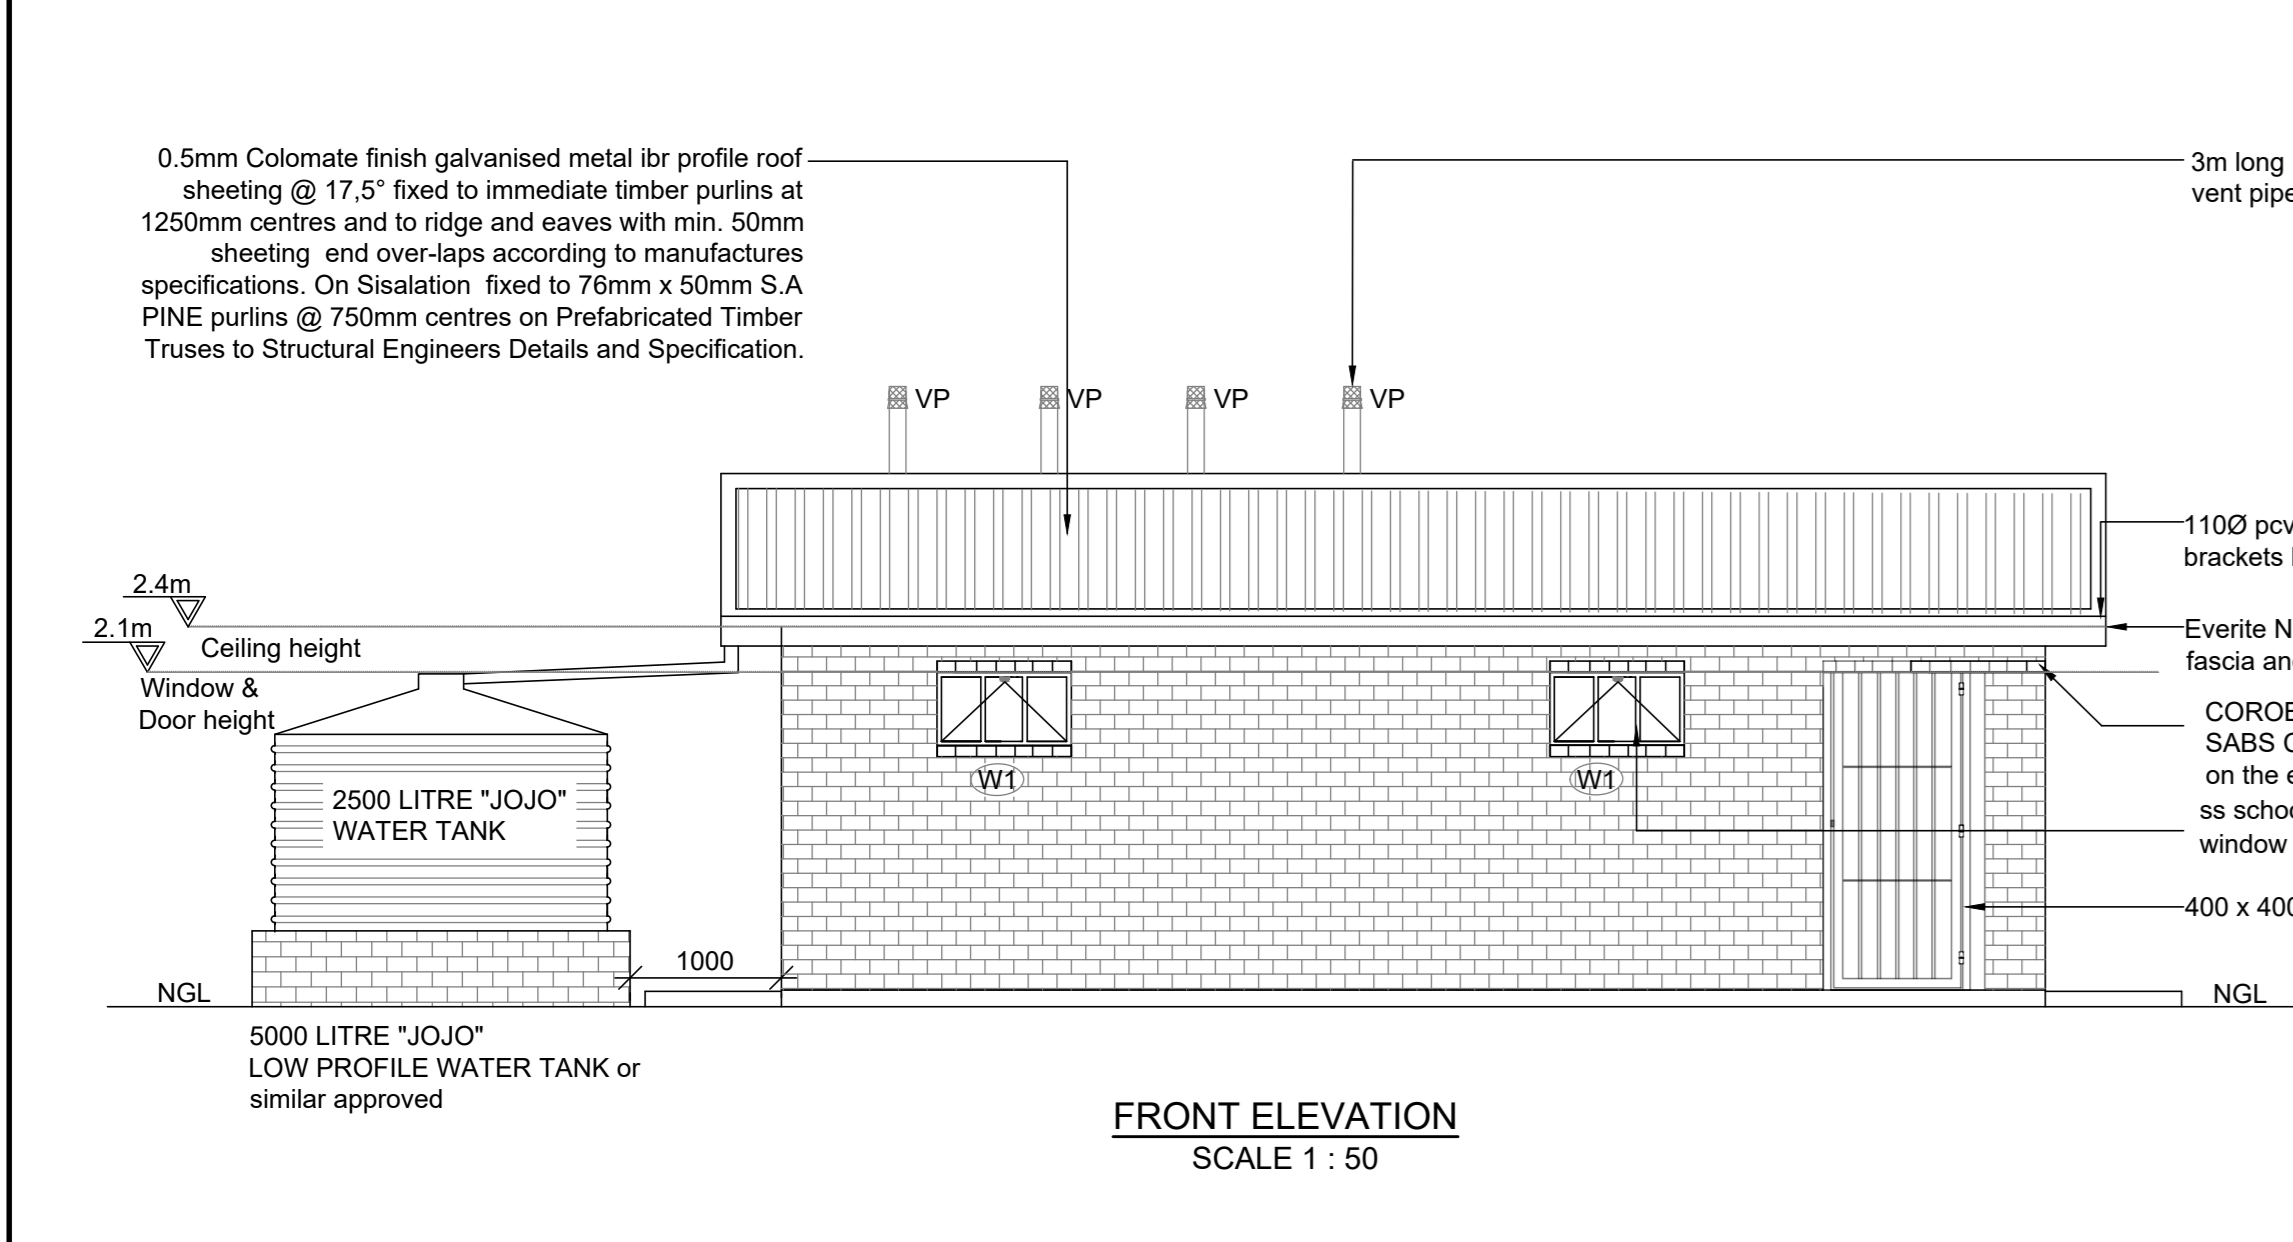 0.5mm Colomate finish galvanised metal ibr profile roof
sheeting @ 17,5° fixed to immediate timber purlins at
1250mm centres and to ridge and eaves with min. 50mm
sheeting end over-laps according to manufactures
specifications. On Sisalation fixed to 76mm x 50mm S.A
PINE purlins @ 750mm centres on Prefabricated Timber
Truses to Structural Engineers Details and Specification.
3m long
vent pipe
VP
VP
VP
VP
110Ø pcv
brackets
2.4m
2.1m
Ceiling height
Window &
Door height
Everite N
fascia an
COROB
SABS
on the e
ss schoo
window
W1
W1
2500 LITRE "JOJO"
WATER TANK
400 x 400
1000
NGL
NGL
5000 LITRE "JOJO"
LOW PROFILE WATER TANK or
similar approved
FRONT ELEVATION
SCALE 1 : 50